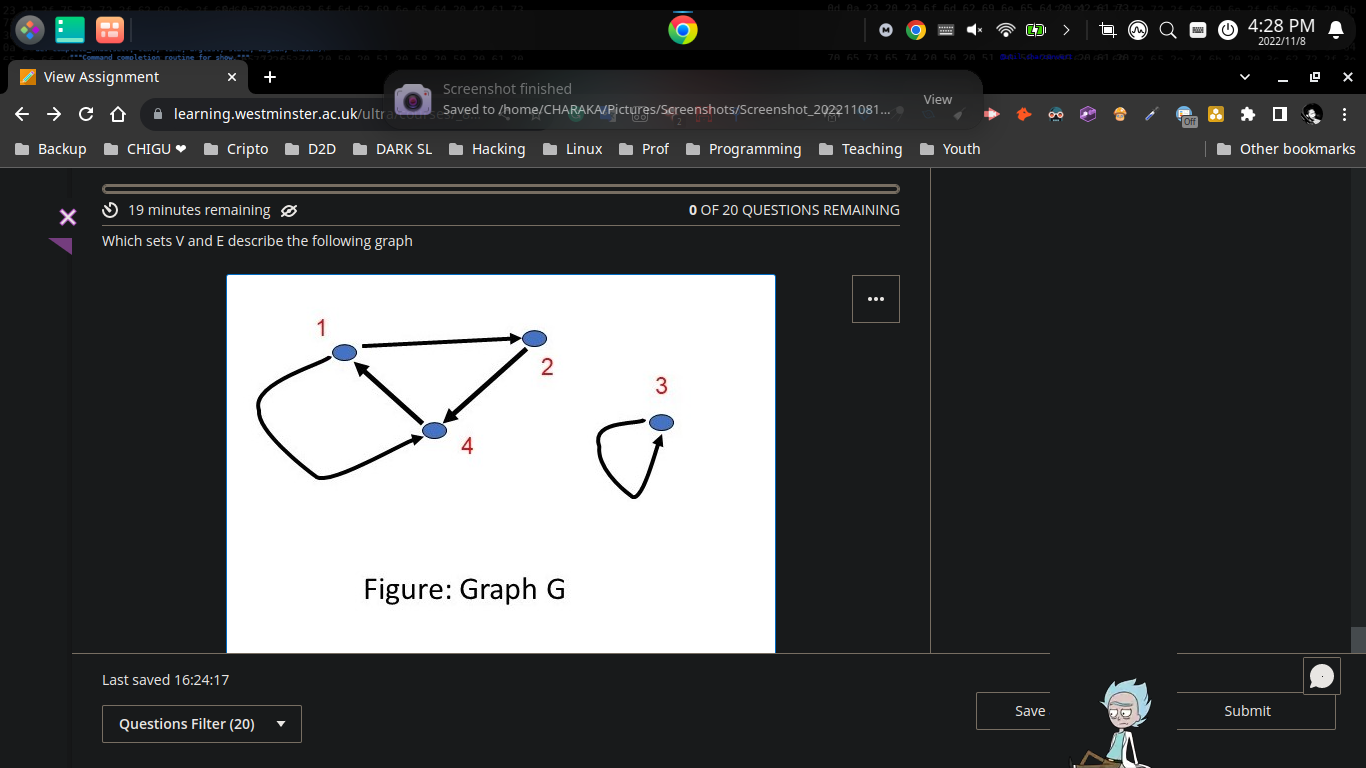 4:28 PM
2022/11/8
View Assignment
Screenshot finished
Saved to /home/CHARAKA/Pictures/Screenshots/Screenshot_202211081...
View
learning.westminster.ac.uk/ultra/courses/
Off
Backup
CHIGU ❤
Cripto
D2D
DARK SL
Hacking
Linux
Prof
Programming
Teaching
Youth
Other bookmarks
19 minutes remaining
0 OF 20 QUESTIONS REMAINING
Which sets V and E describe the following graph
1
2
3
4
Figure: Graph G
Last saved 16:24:17
Questions Filter (20)
Save
Submit